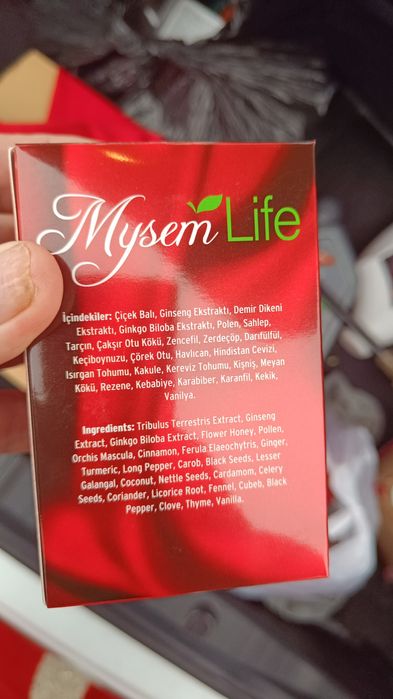 Mysem Life
İçindekiler: Çiçek Balı, Ginseng Ekstraktı, Demir Dikeni
Ekstraktı, Ginkgo Biloba Ekstraktı, Polen, Sahlep,
Tarçın, Çakşır Otu Kökü, Zencefil, Zerdeçöp, Darıfülfül,
Keçiboynuzu, Çörek Otu, Havlıcan, Hindistan Cevizi,
Isırgan Tohumu, Kakule, Kereviz Tohumu, Kişniş, Meyan
Kökü, Rezene, Kebabiye, Karabiber, Karanfil, Kekik,
Vanilya.
Ingredients: Tribulus Terrestris Extract, Ginseng
Extract, Ginkgo Biloba Extract, Flower Honey, Pollen,
Orchis Mascula, Cinnamon, Ferula Elaeochytris, Ginger,
Turmeric, Long Pepper, Carob, Black Seeds, Lesser
Galangal, Coconut, Nettle Seeds, Cardamom, Celery
Seeds, Coriander, Licorice Root, Fennel, Cubeb, Black
Pepper, Clove, Thyme, Vanilla.